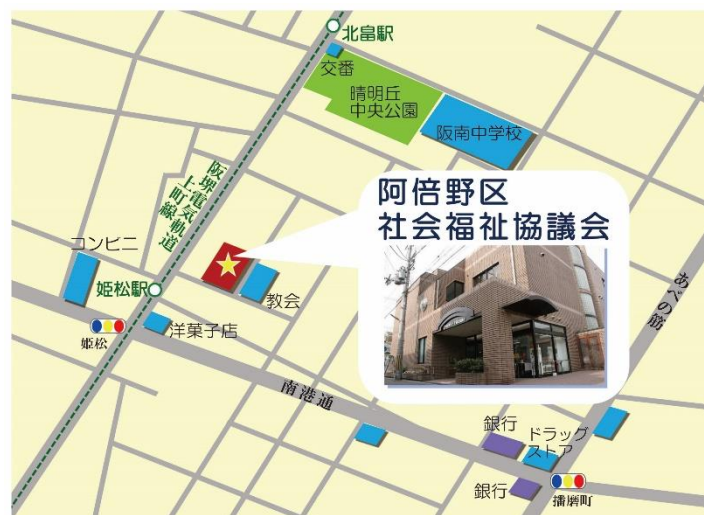 北畠駅
交番
晴明丘
中央公園
阪南中学校
阪堺電気軌道
上町線
阿倍野区
社会福祉協議会
コンビニ
姫松駅
教会
洋菓子店
姫松
あべの筋
南港通
銀行
ドラッグ
ストア
銀行
播磨町